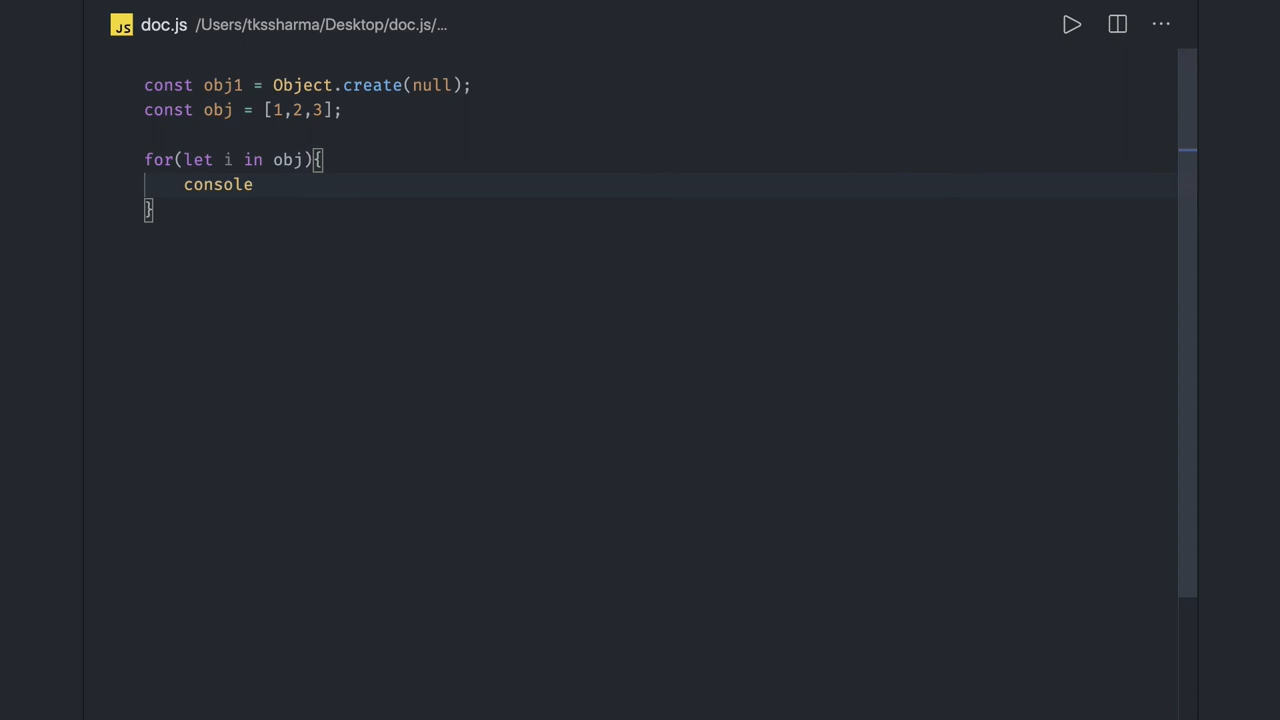 JS doc.js /Users/tkssharma/Desktop/doc.js/...
const obj1 = Object.create(null);
const obj = [1,2,3];
for(let i in obj){
    console
}